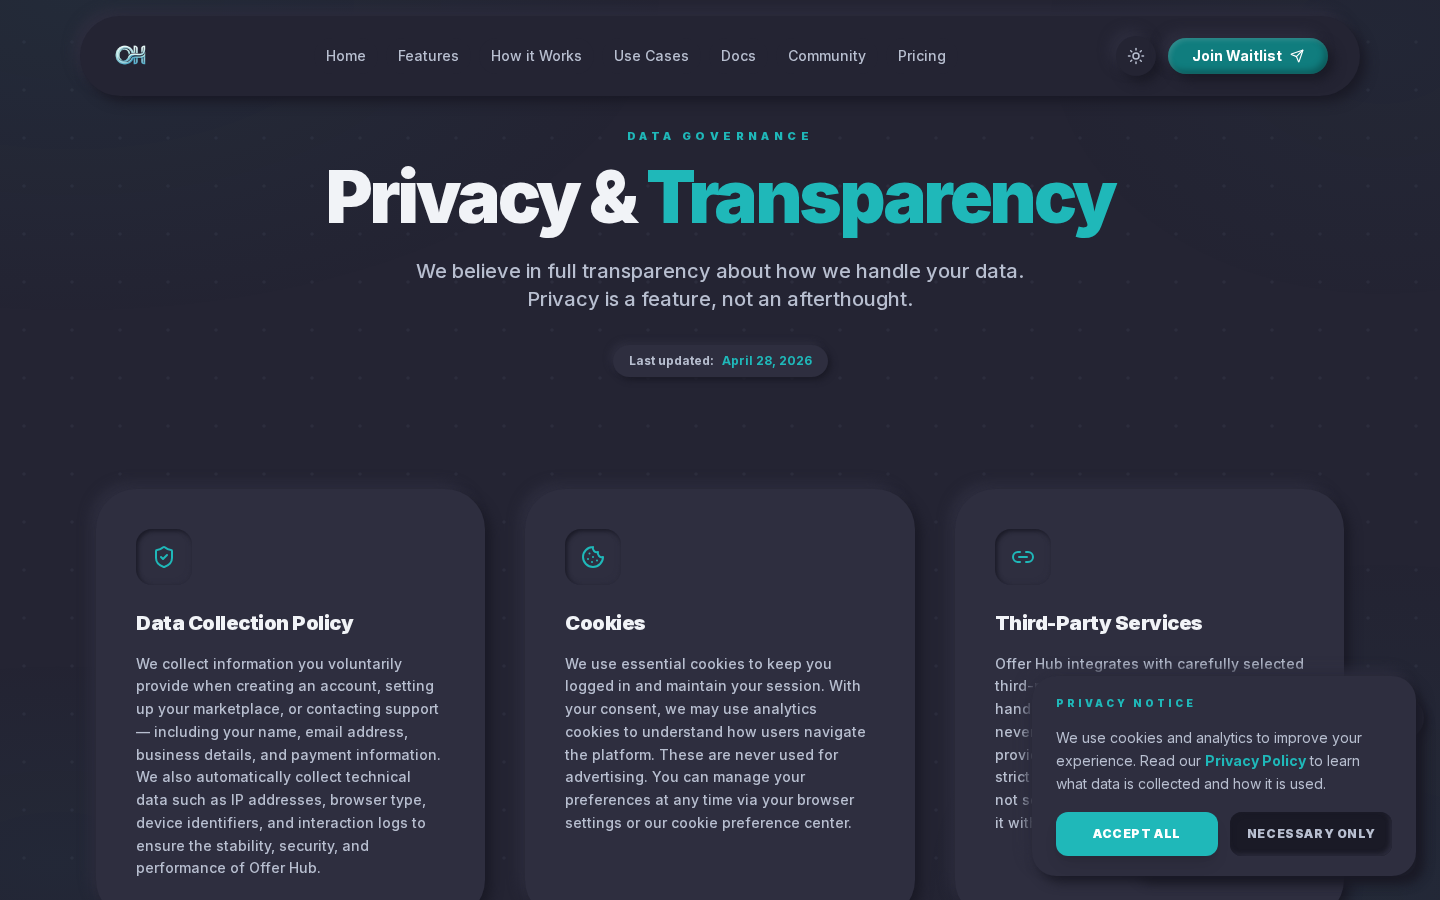 OH
Home
Features
How it Works
Use Cases
Docs
Community
Pricing
Join Waitlist
DATA GOVERNANCE
Privacy & Transparency
We believe in full transparency about how we handle your data.
Privacy is a feature, not an afterthought.
Last updated: April 28, 2026
Data Collection Policy
We collect information you voluntarily
provide when creating an account, setting
up your marketplace, or contacting support
— including your name, email address,
business details, and payment information.
We also automatically collect technical
data such as IP addresses, browser type,
device identifiers, and interaction logs to
ensure the stability, security, and
performance of Offer Hub.
Cookies
We use essential cookies to keep you
logged in and maintain your session. With
your consent, we may use analytics
cookies to understand how users navigate
the platform. These are never used for
advertising. You can manage your
preferences at any time via your browser
settings or our cookie preference center.
Third-Party Services
Offer Hub integrates with carefully selected
PRIVACY NOTICE
We use cookies and analytics to improve your
experience. Read our Privacy Policy to learn
what data is collected and how it is used.
ACCEPT ALL
NECESSARY ONLY